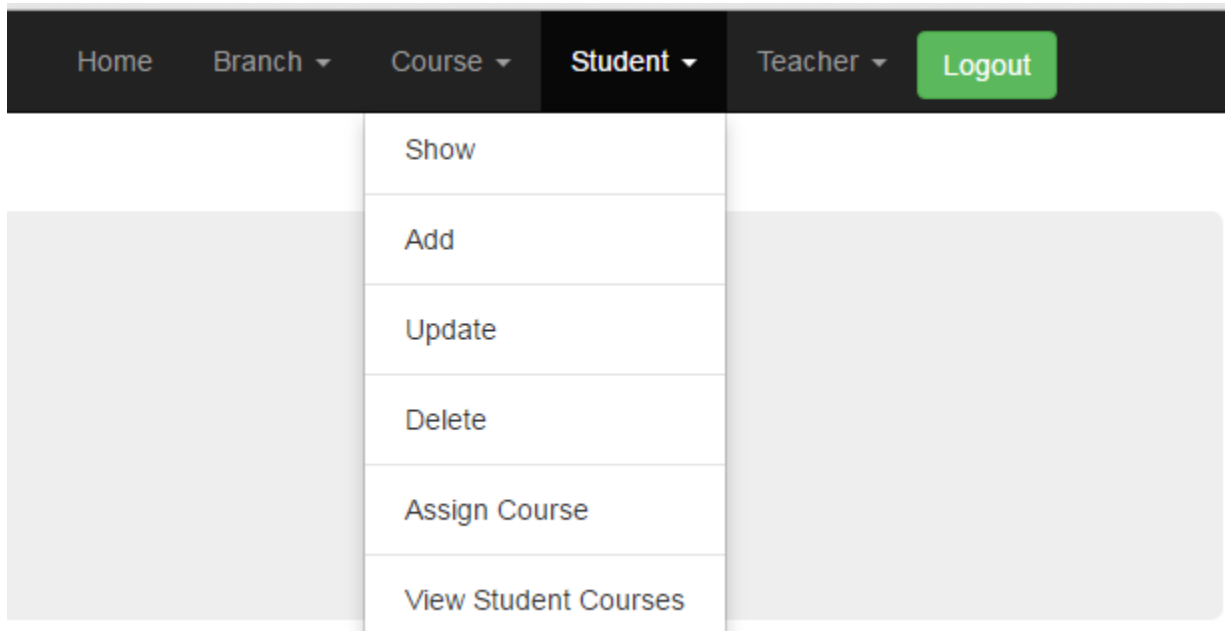 Home Branch Course Student Teacher Logout
Show
Add
Update
Delete
Assign Course
View Student Courses